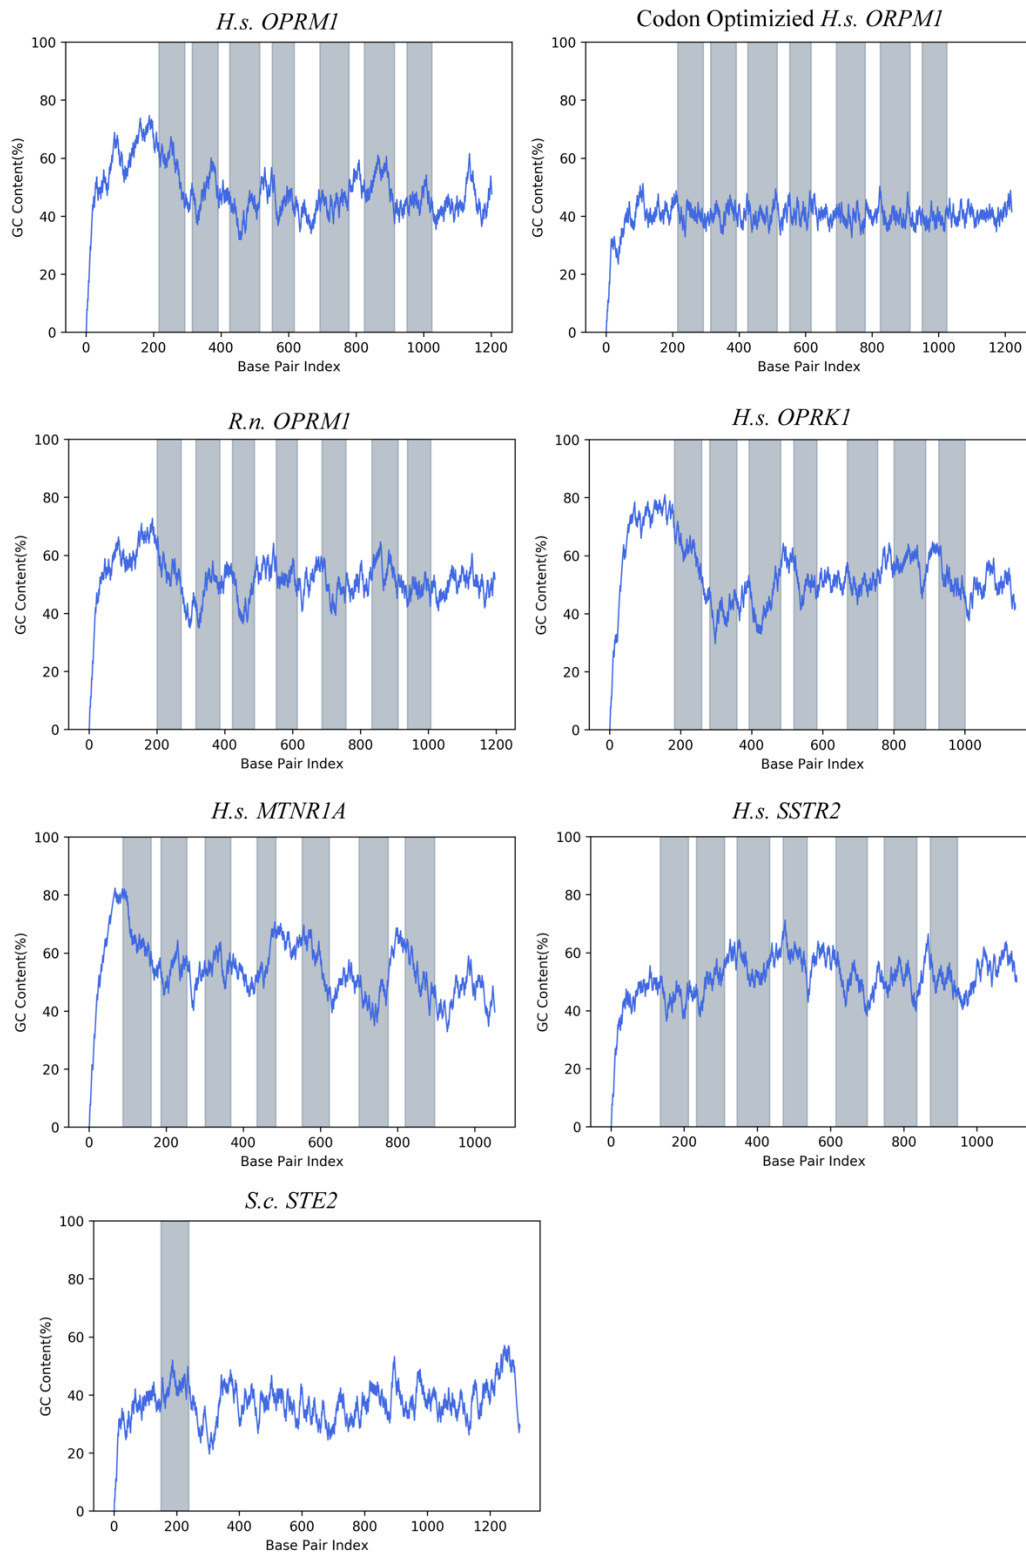 H.s. OPRM1
100
80
60
40
20
0
GC Content(%)
0 200 400 600 800 1000 1200
Base Pair Index
Codon Optimizied H.s. ORPM1
100
80
60
40
20
0
GC Content(%)
0 200 400 600 800 1000 1200
Base Pair Index
R.n. OPRM1
100
80
60
40
20
0
GC Content(%)
0 200 400 600 800 1000 1200
Base Pair Index
H.s. OPRK1
100
80
60
40
20
0
GC Content(%)
0 200 400 600 800 1000
Base Pair Index
H.s. MTNR1A
100
80
60
40
20
0
GC Content(%)
0 200 400 600 800 1000
Base Pair Index
H.s. SSTR2
100
80
60
40
20
0
GC Content(%)
0 200 400 600 800 1000
Base Pair Index
S.c. STE2
100
80
60
40
20
0
GC Content(%)
0 200 400 600 800 1000 1200
Base Pair Index